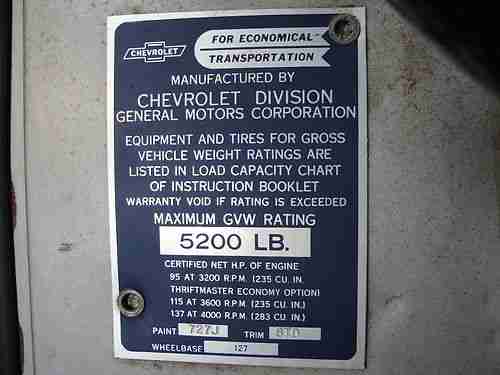 CHEVROLET
FOR ECONOMICAL
TRANSPORTATION
MANUFACTURED BY
CHEVROLET DIVISION
GENERAL MOTORS CORPORATION
EQUIPMENT AND TIRES FOR GROSS
VEHICLE WEIGHT RATINGS ARE
LISTED IN LOAD CAPACITY CHART
OF INSTRUCTION BOOKLET
WARRANTY VOID IF RATING IS EXCEEDED
MAXIMUM GVW RATING
5200 LB.
CERTIFIED NET H.P. OF ENGINE
95 AT 3200 R.P.M. (235 CU. IN.
THRIFTMASTER ECONOMY OPTION)
115 AT 3600 R.P.M. (235 CU. IN.)
137 AT 4000 R.P.M. (283 CU. IN.)
PAINT 727J TRIM
WHEELBASE 127